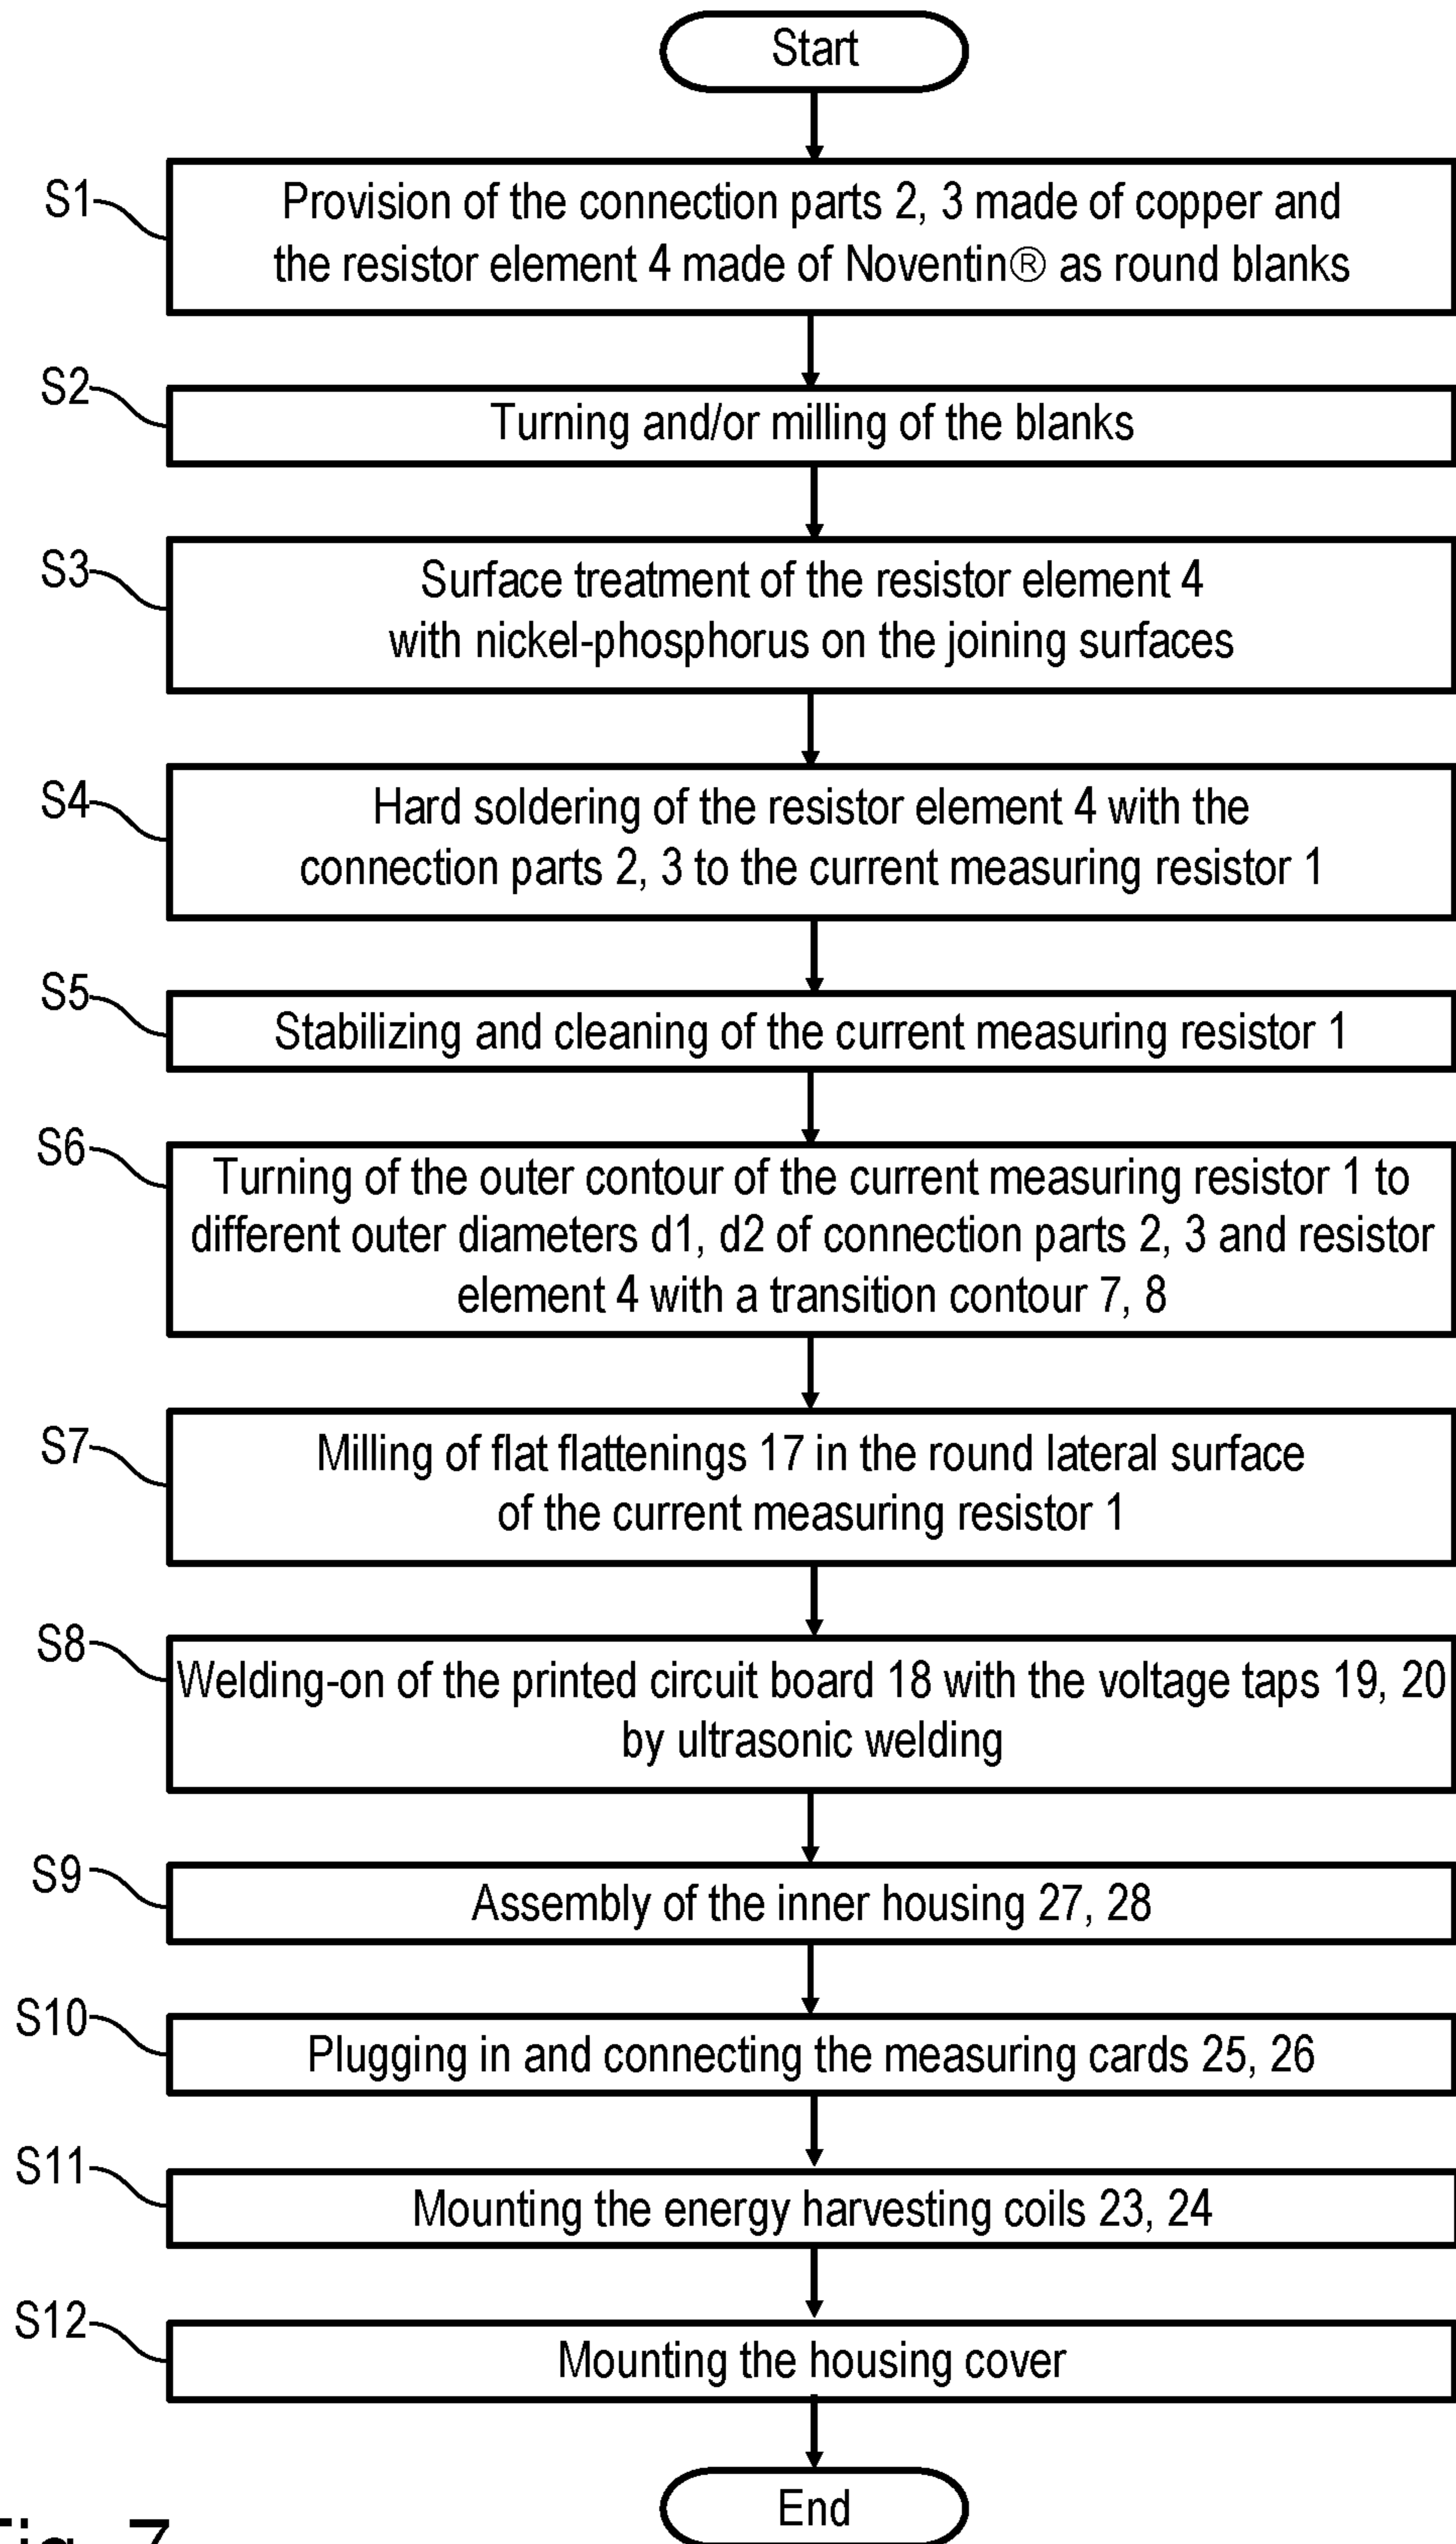 Start
S1
Provision of the connection parts 2, 3 made of copper and
the resistor element 4 made of Noventin® as round blanks
S2
Turning and/or milling of the blanks
S3
Surface treatment of the resistor element 4
with nickel-phosphorus on the joining surfaces
S4
Hard soldering of the resistor element 4 with the
connection parts 2, 3 to the current measuring resistor 1
S5
Stabilizing and cleaning of the current measuring resistor 1
S6
Turning of the outer contour of the current measuring resistor 1 to
different outer diameters d1, d2 of connection parts 2, 3 and resistor
element 4 with a transition contour 7, 8
S7
Milling of flat flattenings 17 in the round lateral surface
of the current measuring resistor 1
S8
Welding-on of the printed circuit board 18 with the voltage taps 19, 20
by ultrasonic welding
S9
Assembly of the inner housing 27, 28
S10
Plugging in and connecting the measuring cards 25, 26
S11
Mounting the energy harvesting coils 23, 24
S12
Mounting the housing cover
End
Fig. 7